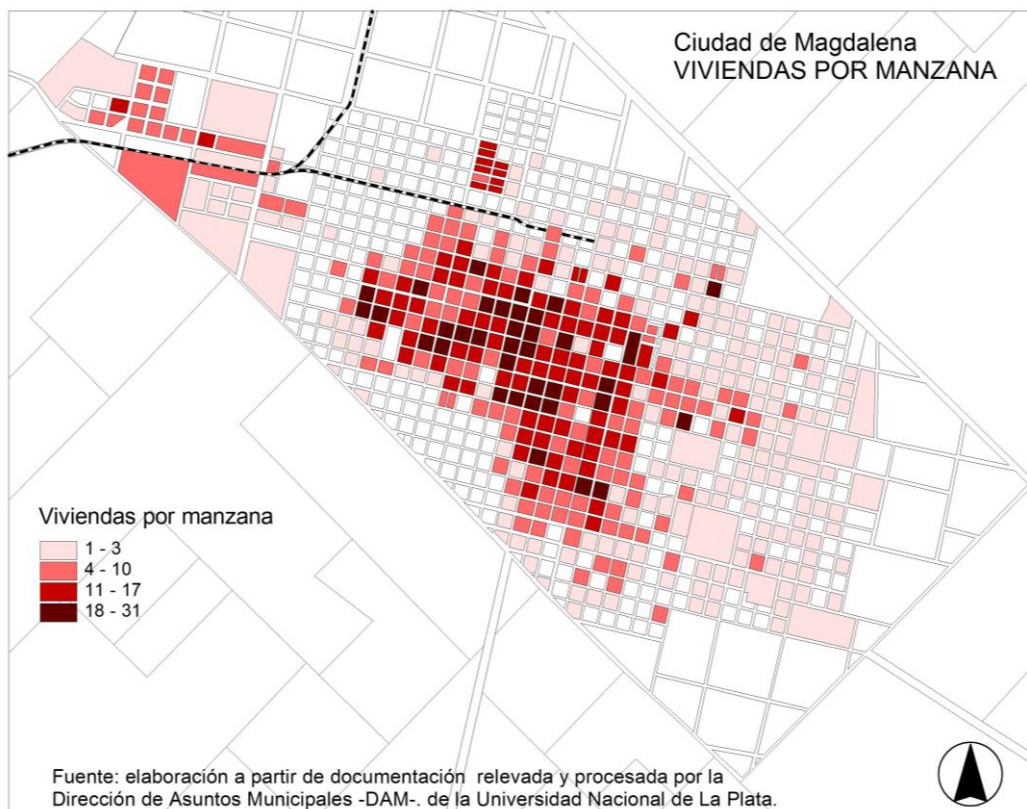 Ciudad de Magdalena
VIVIENDAS POR MANZANA
Viviendas por manzana
1 - 3
4 - 10
11 - 17
18 - 31
Fuente: elaboración a partir de documentación relevada y procesada por la
Dirección de Asuntos Municipales -DAM-. de la Universidad Nacional de La Plata.